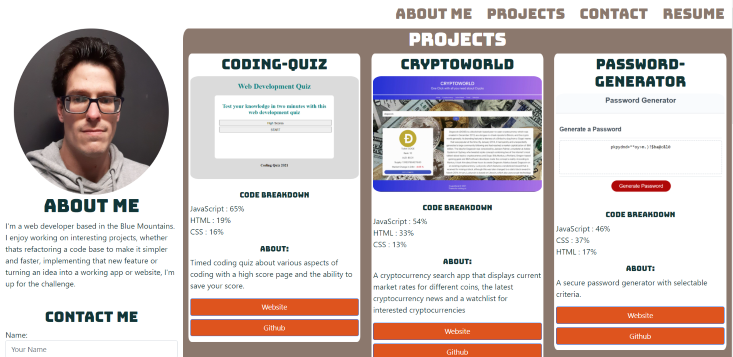 ABOUT ME PROJECTS CONTACT RESUME
ABOUT ME
I'm a web developer based in the Blue Mountains.
I enjoy working on interesting projects, whether
thats refactoring a code base to make it simpler
and faster, implementing that new feature or
turning an idea into a working app or website, I'm
up for the challenge.
CONTACT ME
Name:
Your Name
PROJECTS
CODING-QUIZ
Web Development Quiz
Test your knowledge in two minutes with this
web development quiz
High Scores
START
Coding Quiz 2021
CODE BREAKDOWN
JavaScript : 65%
HTML : 19%
CSS : 16%
ABOUT:
Timed coding quiz about various aspects of
coding with a high score page and the ability to
save your score.
Website
Github
CRYPTOWORLD
CRYPTOWORLD
CODE BREAKDOWN
JavaScript : 54%
HTML : 33%
CSS : 13%
ABOUT:
A cryptocurrency search app that displays current
market rates for different coins, the latest
cryptocurrency news and a watchlist for
interested cryptocurrencies
Website
Github
PASSWORD-
GENERATOR
Password Generator
Generate a Password
Generate Password
CODE BREAKDOWN
JavaScript : 46%
CSS : 37%
HTML : 17%
ABOUT:
A secure password generator with selectable
criteria.
Website
Github